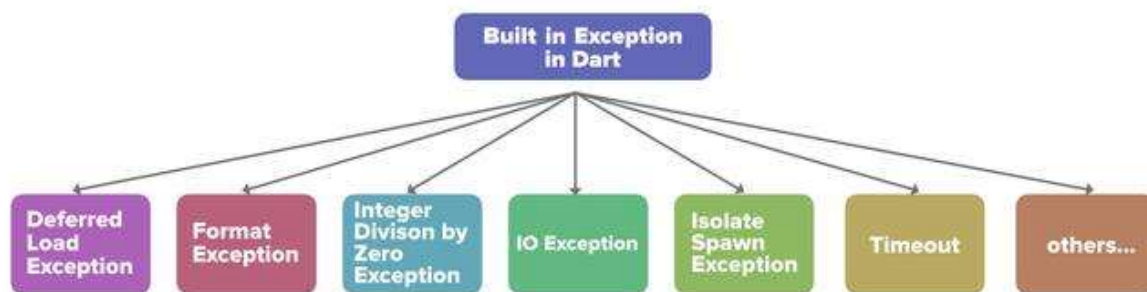 Built in Exception
in Dart
Deferred
Load
Exception
Format
Exception
Integer
Divison by
Zero
Exception
IO Exception
Isolate
Spawn
Exception
Timeout
others...